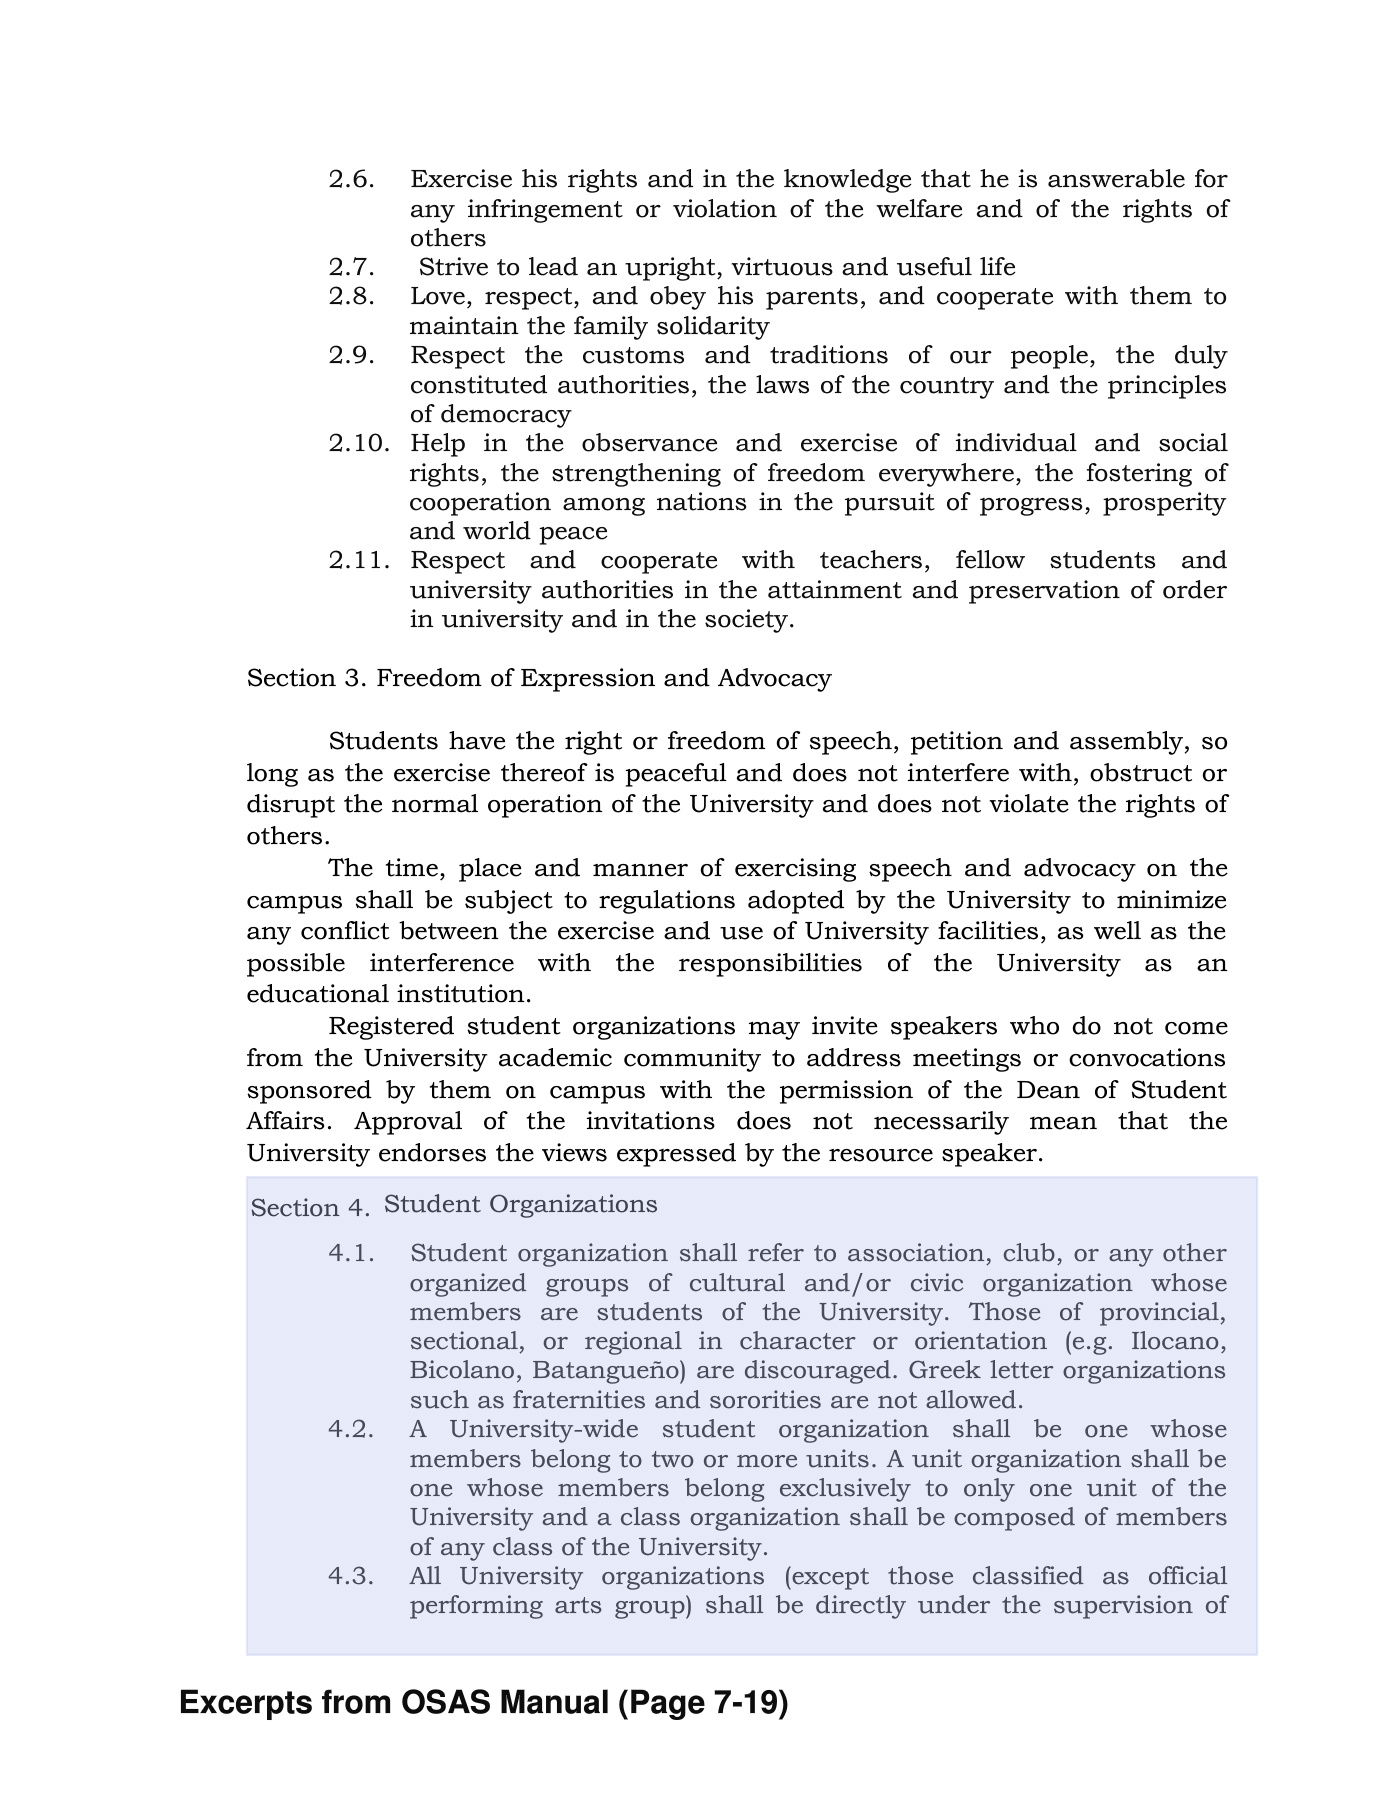 2.6. Exercise his rights and in the knowledge that he is answerable for
any infringement or violation of the welfare and of the rights of
others
2.7. Strive to lead an upright, virtuous and useful life
2.8. Love, respect, and obey his parents, and cooperate with them to
maintain the family solidarity
2.9. Respect the customs and traditions of our people, the duly
constituted authorities, the laws of the country and the principles
of democracy
2.10. Help in the observance and exercise of individual and social
rights, the strengthening of freedom everywhere, the fostering of
cooperation among nations in the pursuit of progress, prosperity
and world peace
2.11. Respect and cooperate with teachers, fellow students and
university authorities in the attainment and preservation of order
in university and in the society.
Section 3. Freedom of Expression and Advocacy
Students have the right or freedom of speech, petition and assembly, so
long as the exercise thereof is peaceful and does not interfere with, obstruct or
disrupt the normal operation of the University and does not violate the rights of
others.
The time, place and manner of exercising speech and advocacy on the
campus shall be subject to regulations adopted by the University to minimize
any conflict between the exercise and use of University facilities, as well as the
possible interference with the responsibilities of the University as an
educational institution.
Registered student organizations may invite speakers who do not come
from the University academic community to address meetings or convocations
sponsored by them on campus with the permission of the Dean of Student
Affairs. Approval of the invitations does not necessarily mean that the
University endorses the views expressed by the resource speaker.
Section 4. Student Organizations
4.1. Student organization shall refer to association, club, or any other
organized groups of cultural and/or civic organization whose
members are students of the University. Those of provincial,
sectional, or regional in character or orientation (e.g. Ilocano,
Bicolano, Batangueño) are discouraged. Greek letter organizations
such as fraternities and sororities are not allowed.
4.2. A University-wide student organization shall be one whose
members belong to two or more units. A unit organization shall be
one whose members belong exclusively to only one unit of the
University and a class organization shall be composed of members
of any class of the University.
4.3. All University organizations (except those classified as official
performing arts group) shall be directly under the supervision of
Excerpts from OSAS Manual (Page 7-19)